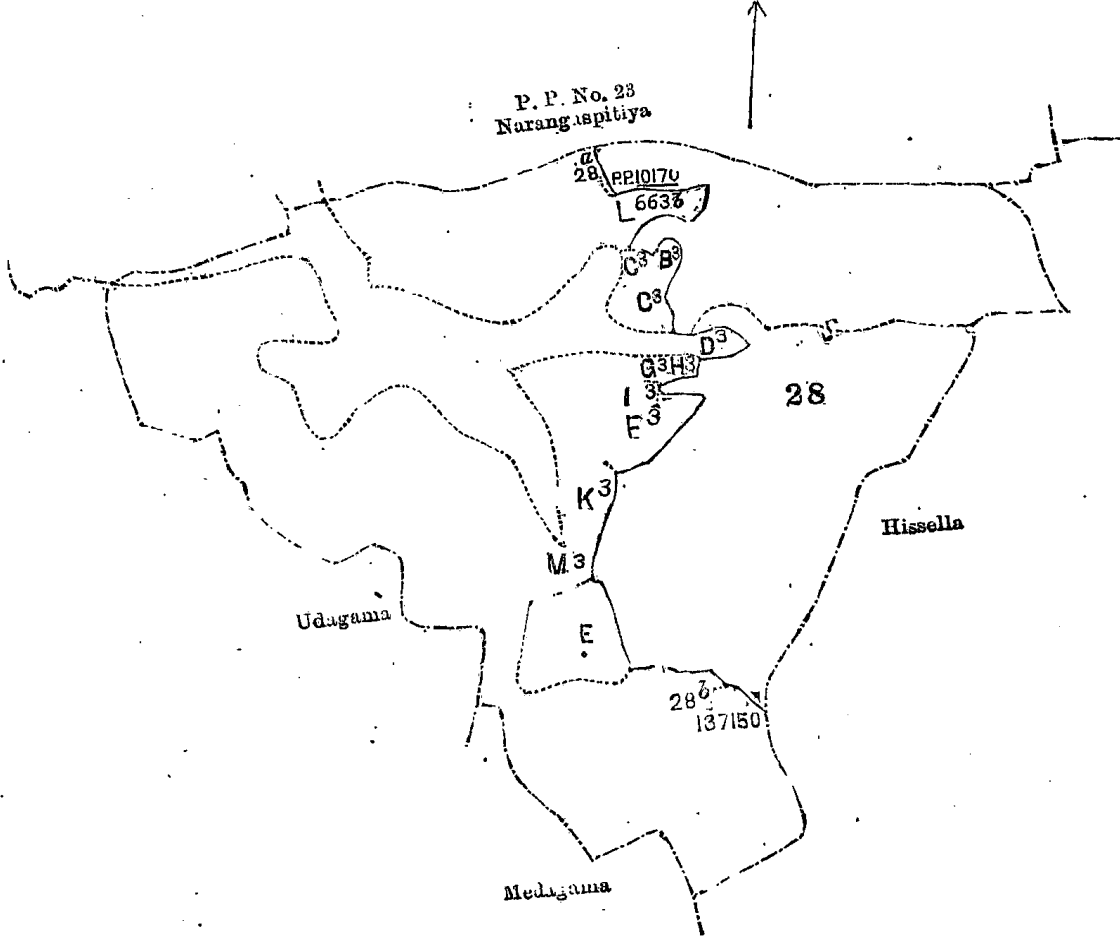 P. P. No. 23
Narangaspitiya
a
28
P.P.10170
6633
C3 B3
C3
D3
G3 H3
I 3
F3
28
K3
Hissella
M3
Udagama
E
28 b
137150
Medagama